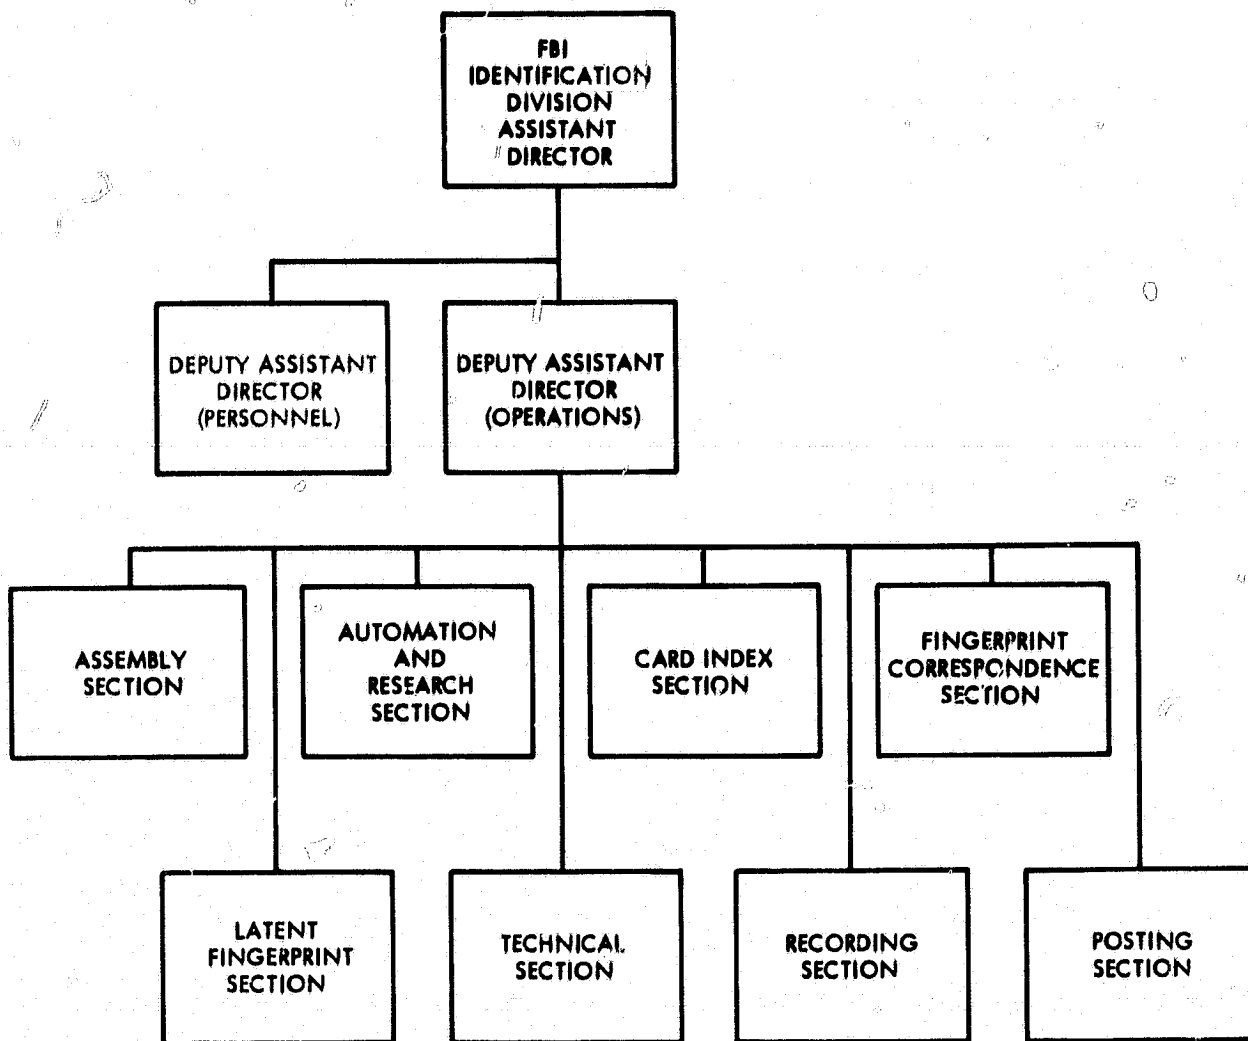 FBI
IDENTIFICATION
DIVISION
ASSISTANT
DIRECTOR
DEPUTY ASSISTANT
DIRECTOR
(PERSONNEL)
DEPUTY ASSISTANT
DIRECTOR
(OPERATIONS)
ASSEMBLY
SECTION
AUTOMATION
AND
RESEARCH
SECTION
CARD INDEX
SECTION
FINGERPRINT
CORRESPONDENCE
SECTION
LATENT
FINGERPRINT
SECTION
TECHNICAL
SECTION
RECORDING
SECTION
POSTING
SECTION